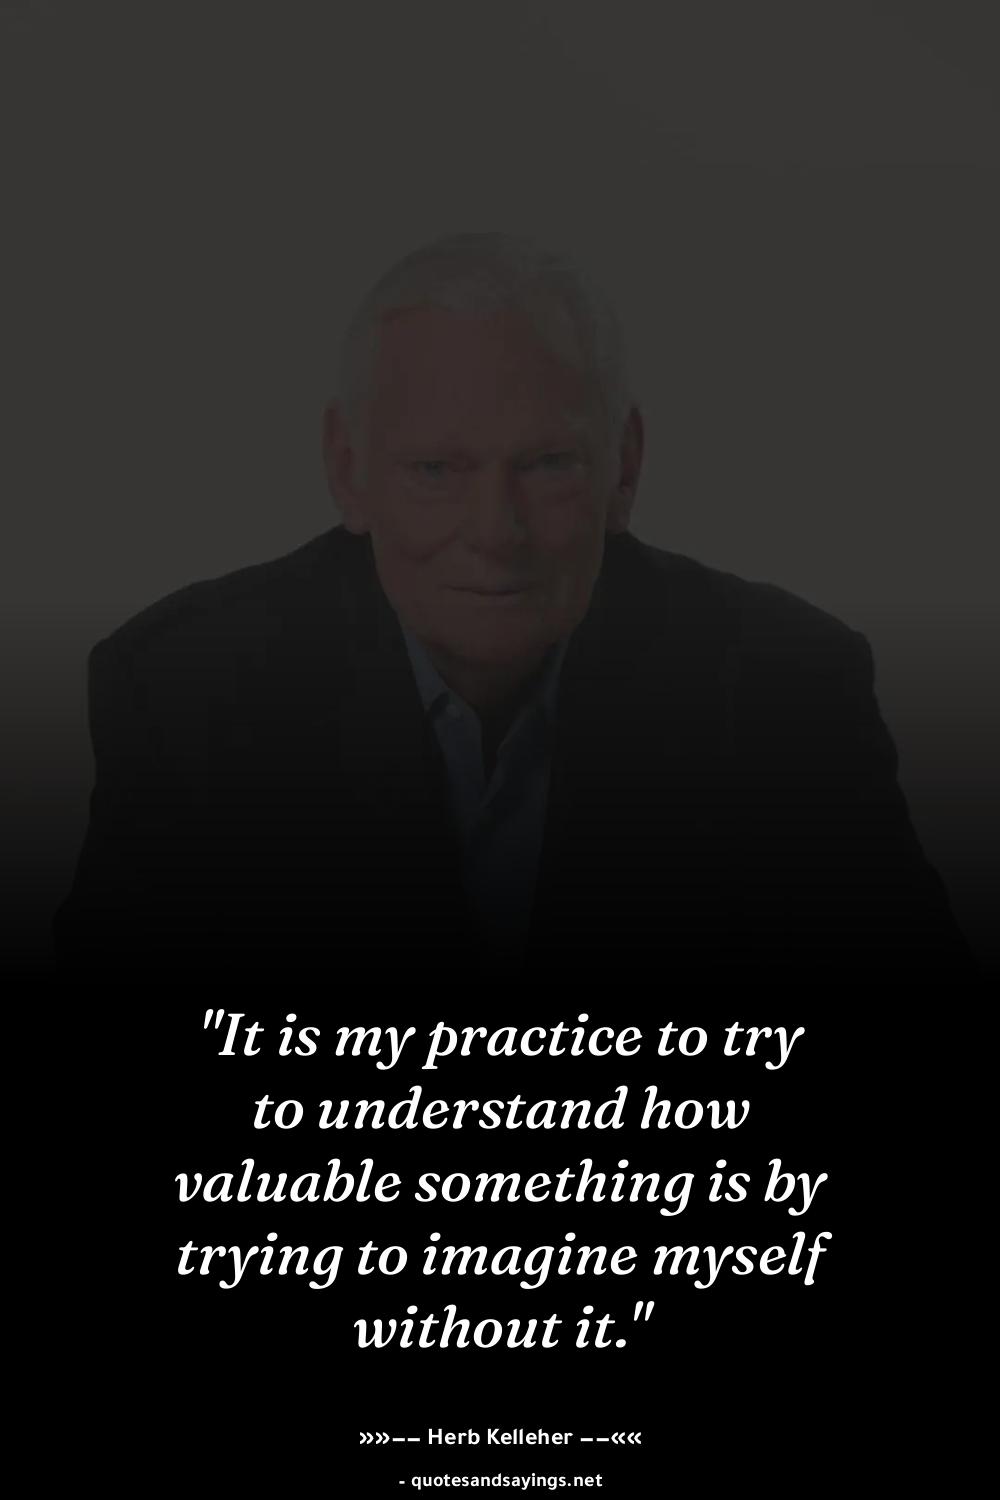 "It is my practice to try
to understand how
valuable something is by
trying to imagine myself
without it."
»»-- Herb Kelleher --««
- quotesandsayings.net